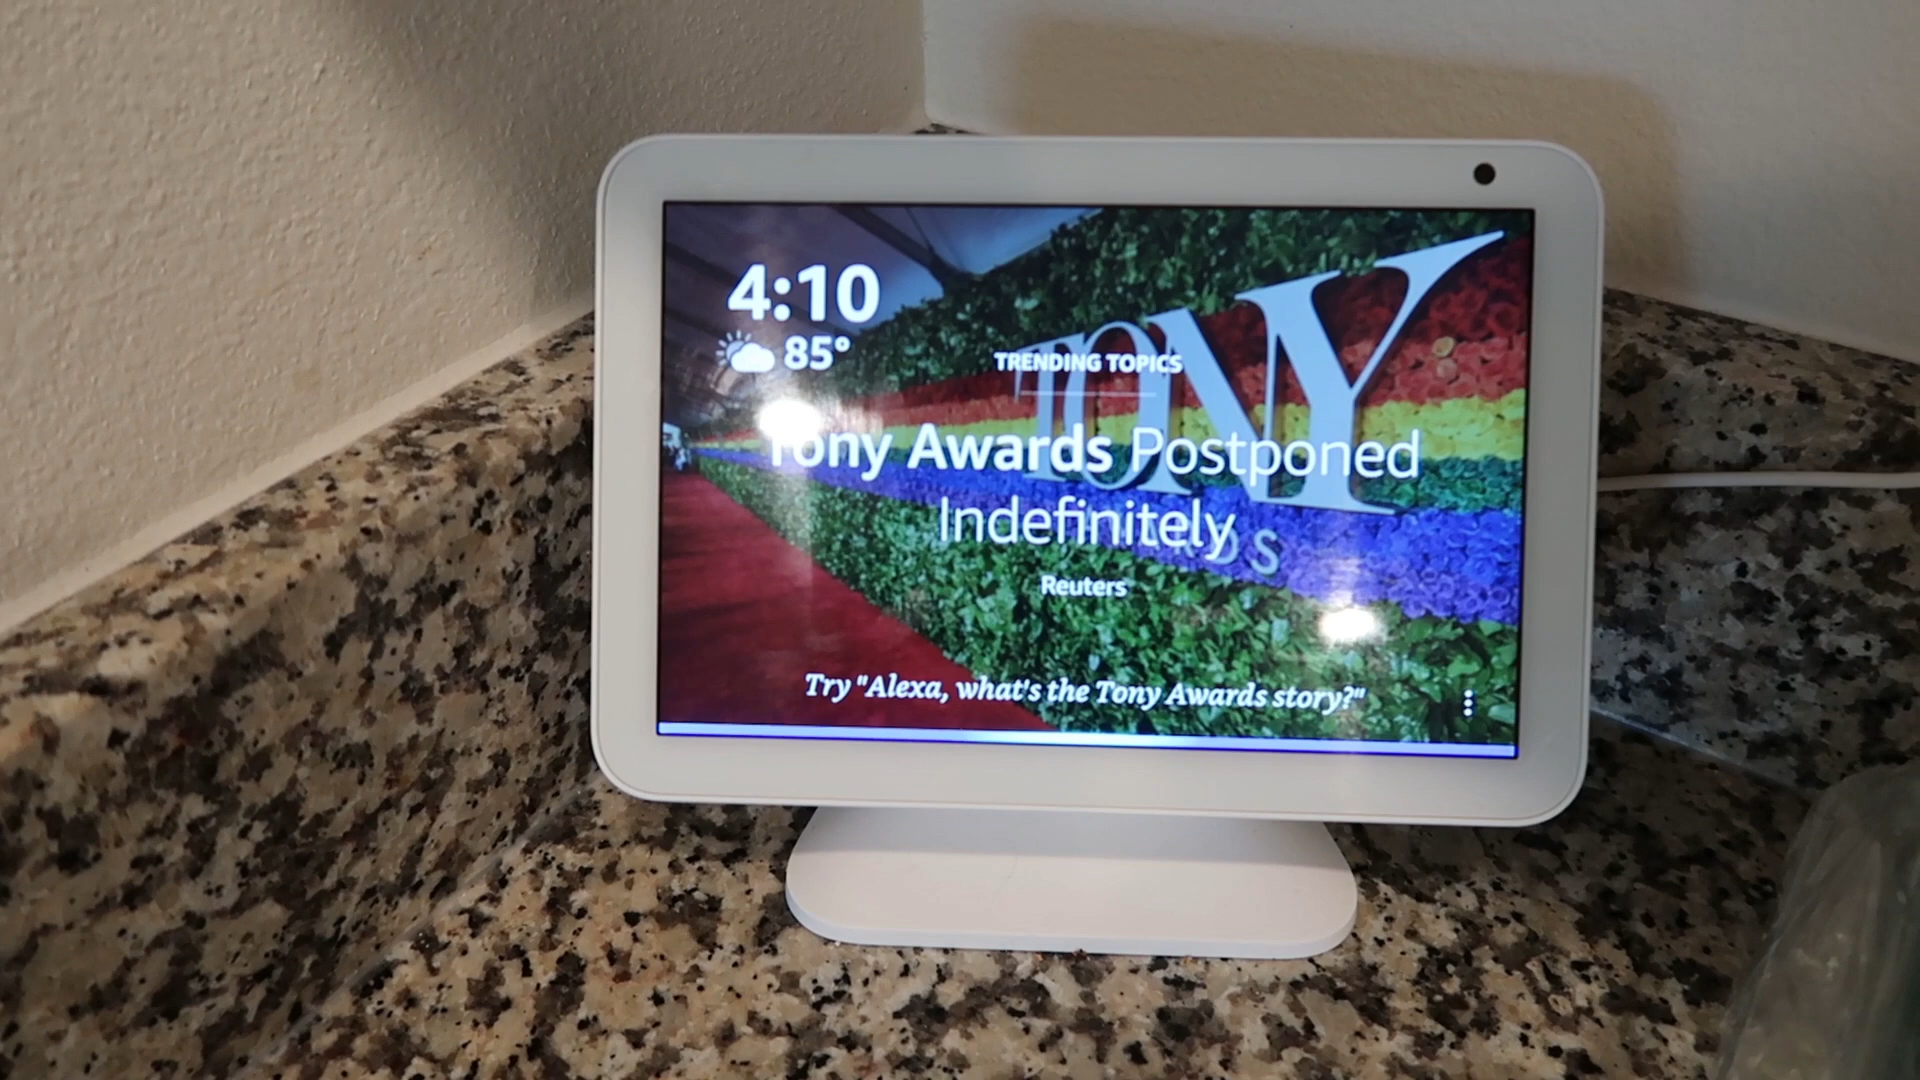 4:10
85°
TRENDING TOPICS
TONY
Tony Awards Postponed
Indefinitely
Reuters
Try "Alexa, what's the Tony Awards story?"